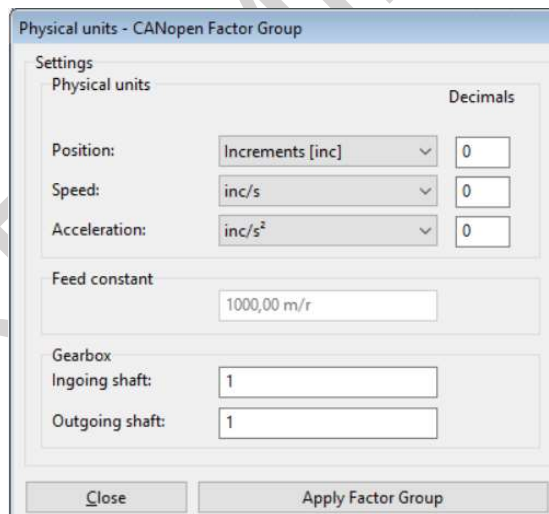 Physical units - CANopen Factor Group
Settings
Physical units
Decimals
Position: Increments [inc] 0
Speed: inc/s 0
Acceleration: inc/s² 0
Feed constant
1000,00 m/r
Gearbox
Ingoing shaft: 1
Outgoing shaft: 1
Close Apply Factor Group